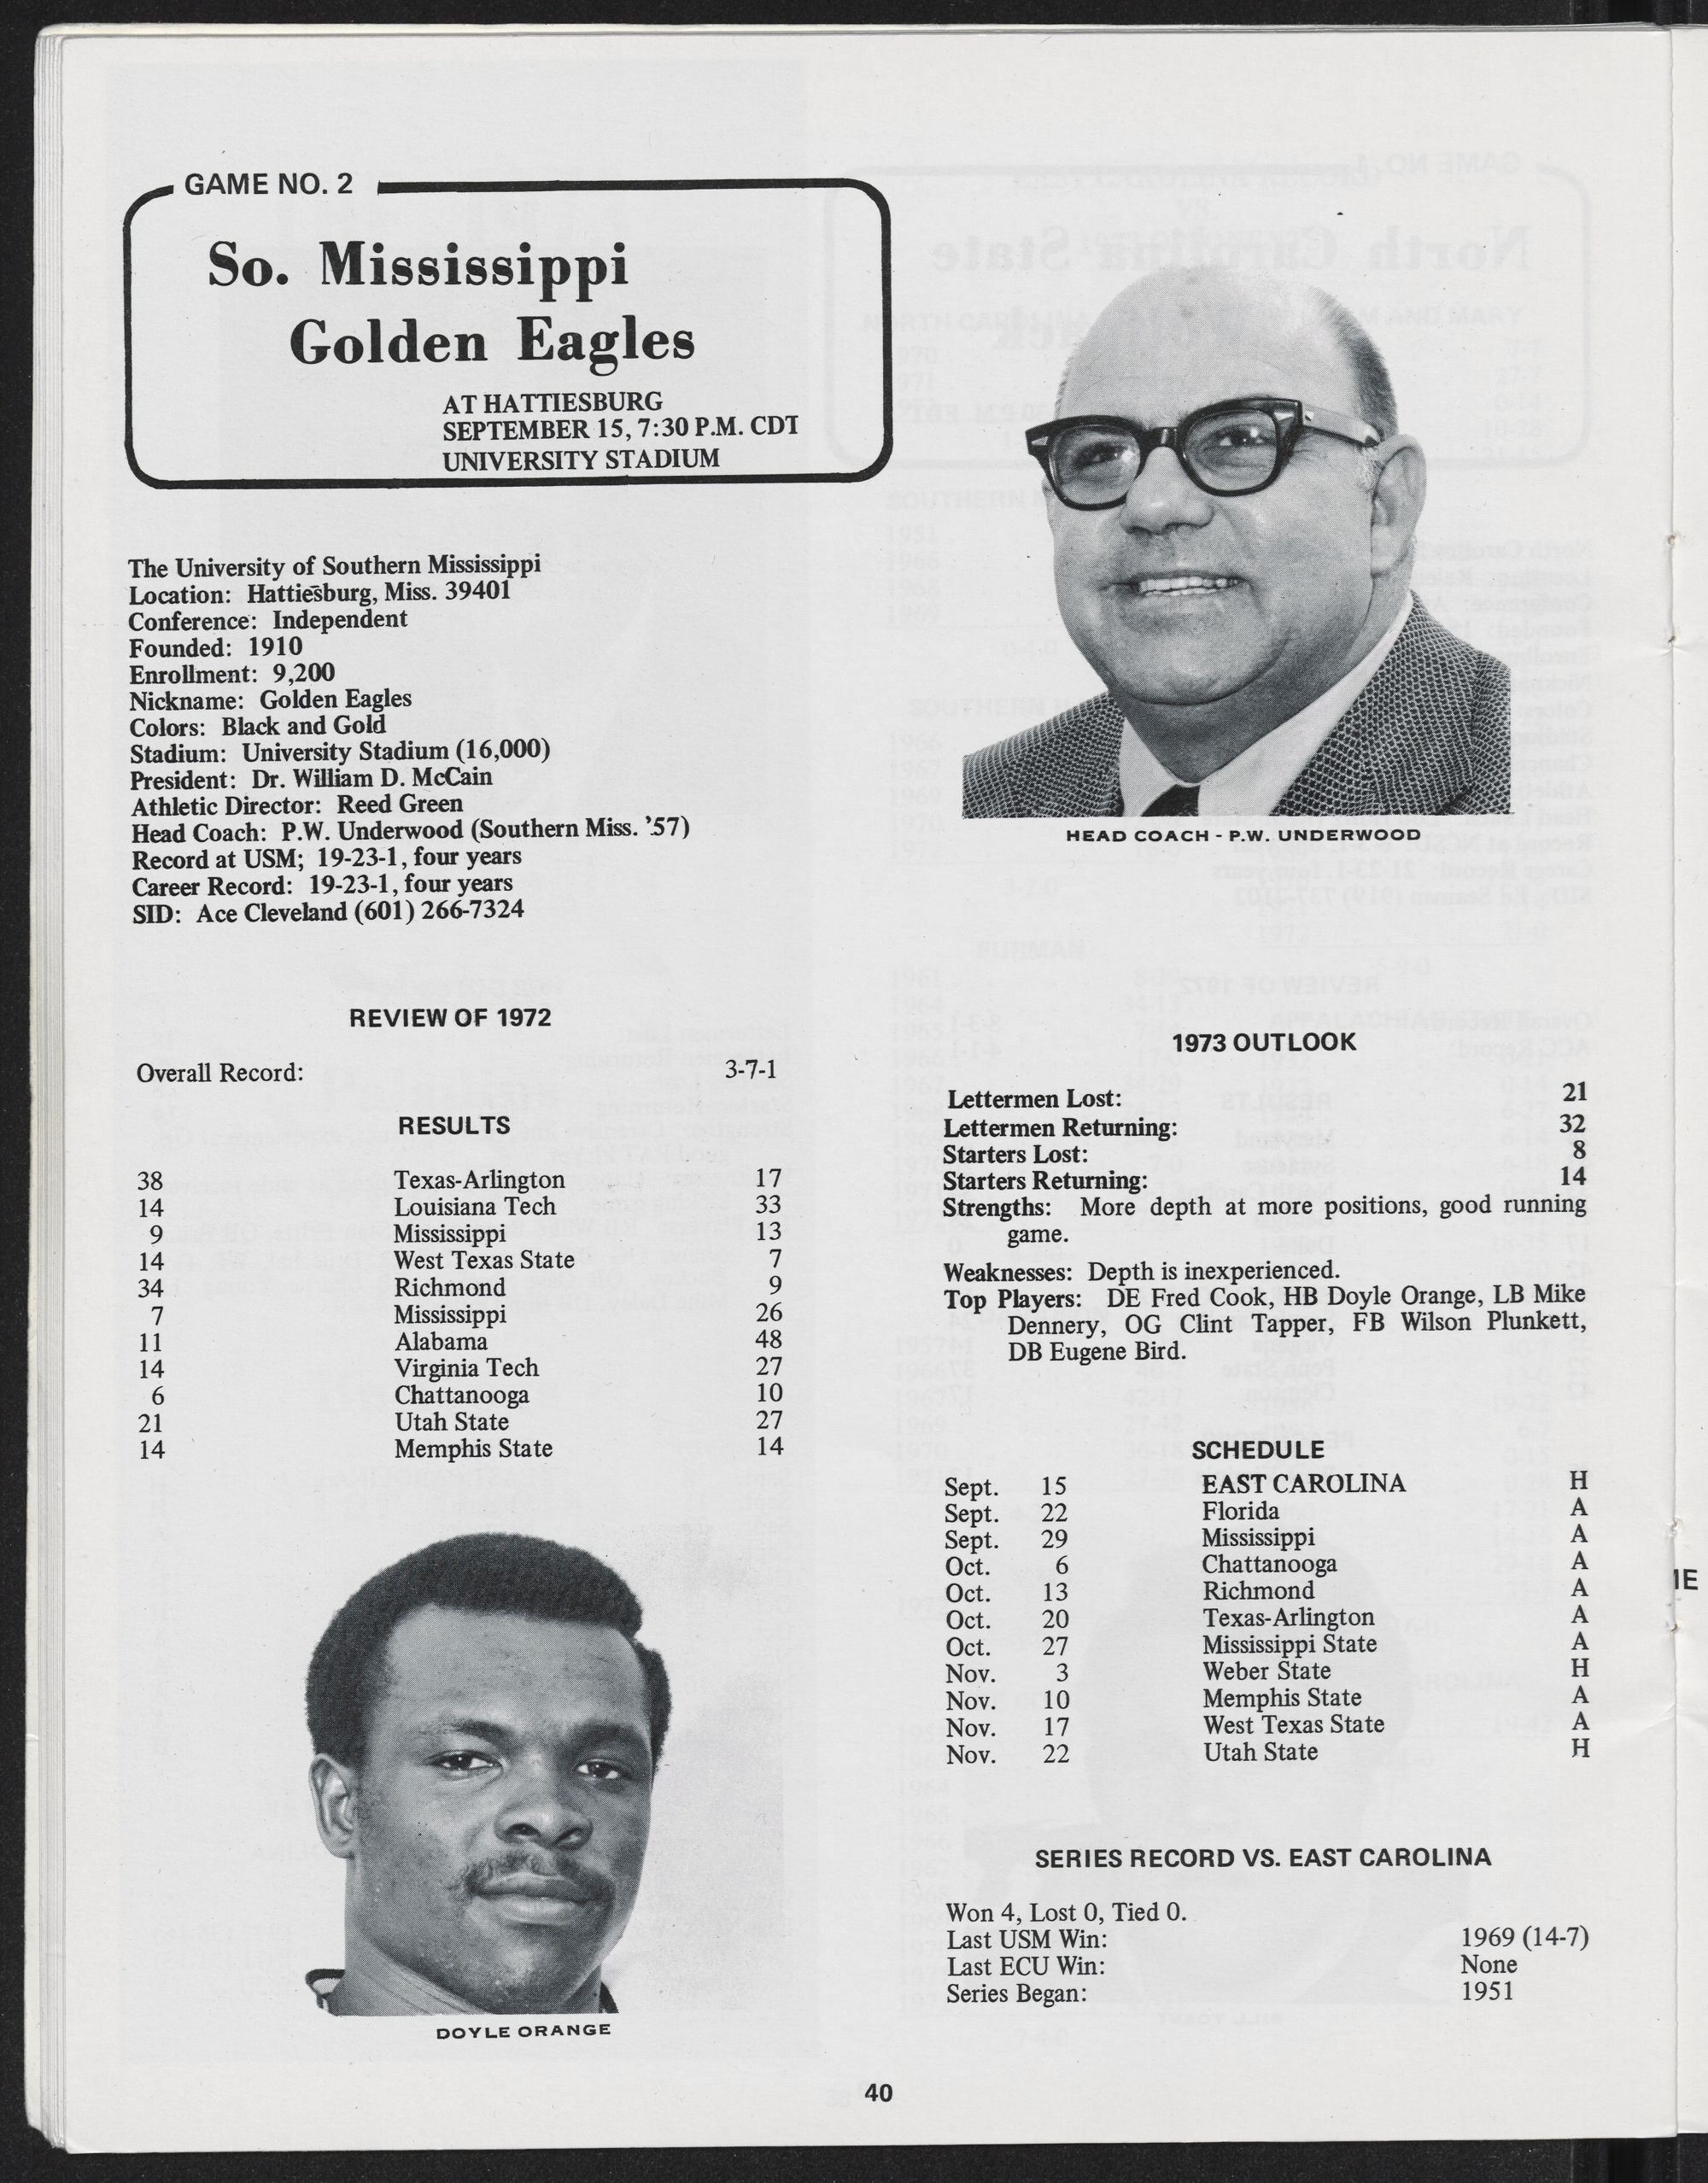 GAME NO. 2
So. Mississippi
Golden Eagles
AT HATTIESBURG
SEPTEMBER 15, 7:30 P.M. CDT
UNIVERSITY STADIUM
The University of Southern Mississippi
Location: Hattiesburg, Miss. 39401
Conference: Independent
Founded: 1910
Enrollment: 9,200
Nickname: Golden Eagles
Colors: Black and Gold
Stadium: University Stadium (16,000)
President: Dr. William D. McCain
Athletic Director: Reed Green
Head Coach: P.W. Underwood (Southern Miss. '57)
Record at USM; 19-23-1, four years
Career Record: 19-23-1, four years
SID: Ace Cleveland (601) 266-7324
REVIEW OF 1972
Overall Record: 3-7-1
RESULTS
38 Texas-Arlington 17
14 Louisiana Tech 33
9 Mississippi 13
14 West Texas State 7
34 Richmond 9
7 Mississippi 26
11 Alabama 48
14 Virginia Tech 27
6 Chattanooga 10
21 Utah State 27
14 Memphis State 14
DOYLE ORANGE
HEAD COACH - P.W. UNDERWOOD
1973 OUTLOOK
Lettermen Lost: 21
Lettermen Returning: 32
Starters Lost: 8
Starters Returning: 14
Strengths: More depth at more positions, good running
game.
Weaknesses: Depth is inexperienced.
Top Players: DE Fred Cook, HB Doyle Orange, LB Mike
Dennery, OG Clint Tapper, FB Wilson Plunkett,
DB Eugene Bird.
SCHEDULE
Sept. 15 EAST CAROLINA H
Sept. 22 Florida A
Sept. 29 Mississippi A
Oct. 6 Chattanooga A
Oct. 13 Richmond A
Oct. 20 Texas-Arlington A
Oct. 27 Mississippi State A
Nov. 3 Weber State H
Nov. 10 Memphis State A
Nov. 17 West Texas State A
Nov. 22 Utah State H
SERIES RECORD VS. EAST CAROLINA
Won 4, Lost 0, Tied 0.
Last USM Win: 1969 (14-7)
Last ECU Win: None
Series Began: 1951
40